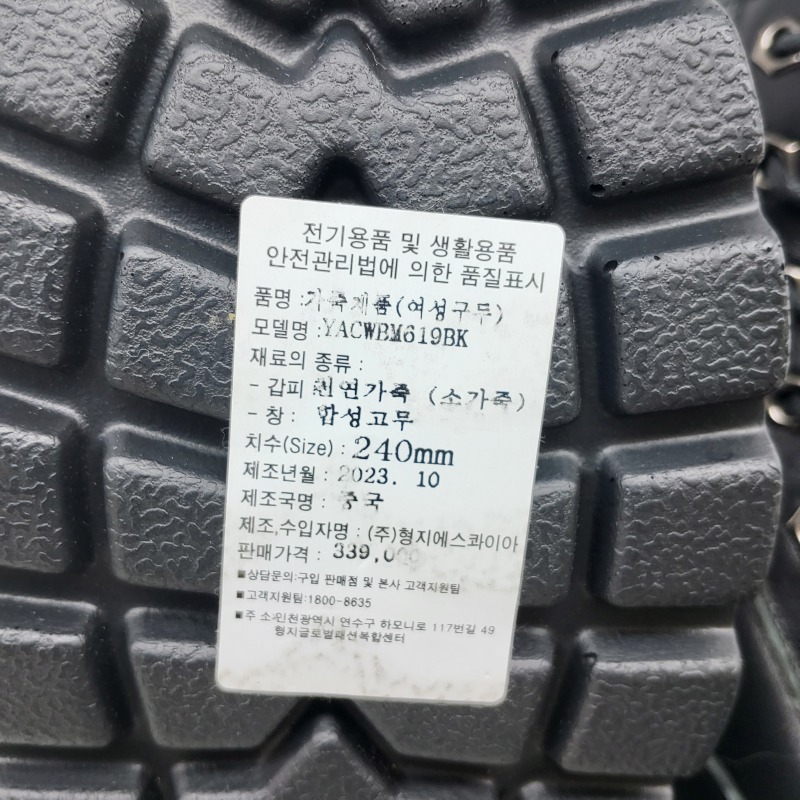 전기용품 및 생활용품
안전관리법에 의한 품질표시
품명 : 가죽제품(여성구두)
모델명 : YACWBM619BK
재료의 종류 :
- 갑피 천연가죽 (소가죽)
- 창 : 합성고무
치수(Size) : 240mm
제조년월 : 2023. 10
제조국명 : 중국
제조,수입자명 : (주)형지에스콰이아
판매가격 : 339,000
■상담문의:구입 판매점 및 본사 고객지원팀
■고객지원팀:1800-8635
■주 소:인천광역시 연수구 하모니로 117번길 49
형지글로벌패션복합센터